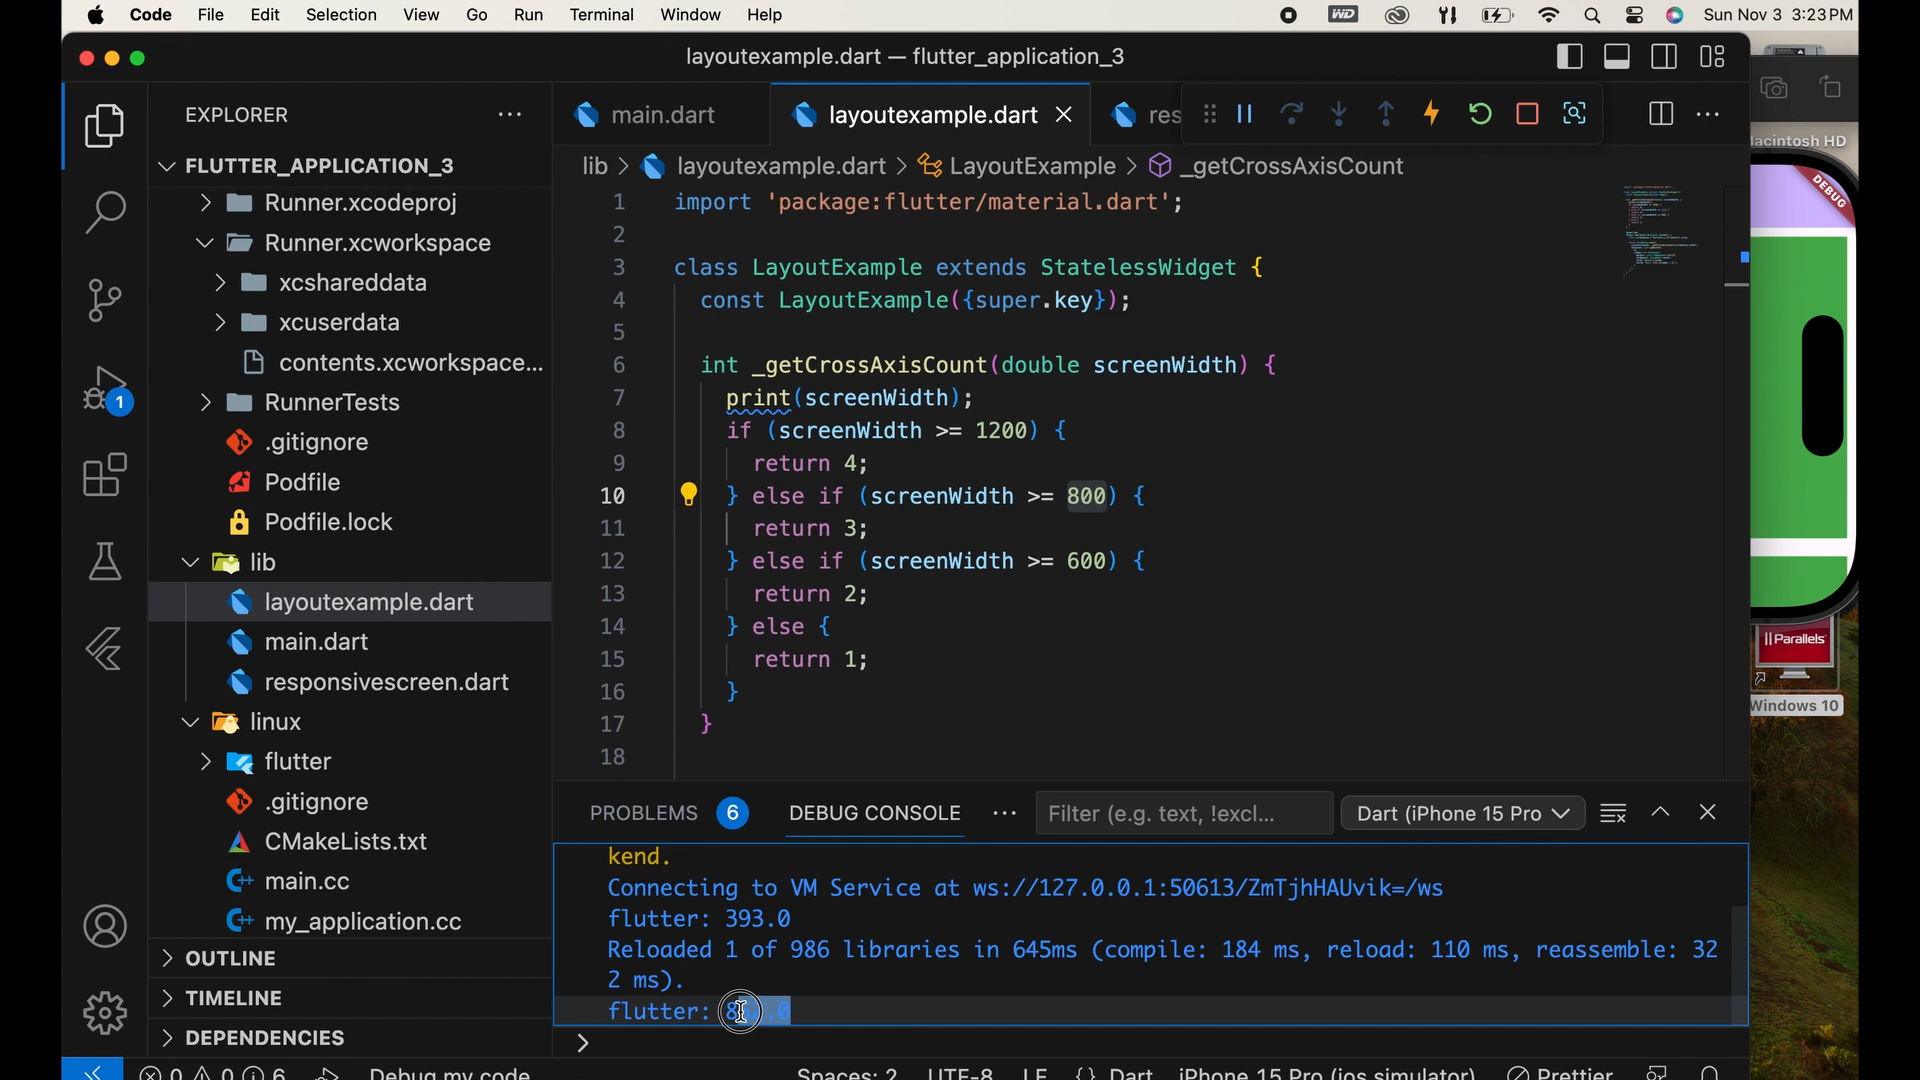 Code File Edit Selection View Go Run Terminal Window Help WD Sun Nov 3 3:23 PM
layoutexample.dart — flutter_application_3
EXPLORER
main.dart layoutexample.dart res
FLUTTER_APPLICATION_3
lib > layoutexample.dart > LayoutExample > _getCrossAxisCount
Runner.xcodeproj
Runner.xcworkspace
xcshareddata
xcuserdata
contents.xcworkspace...
RunnerTests
.gitignore
Podfile
Podfile.lock
lib
layoutexample.dart
main.dart
responsivescreen.dart
linux
flutter
.gitignore
CMakeLists.txt
main.cc
my_application.cc
OUTLINE
TIMELINE
DEPENDENCIES
1
1 import 'package:flutter/material.dart';
2
3 class LayoutExample extends StatelessWidget {
4 const LayoutExample({super.key});
5
6 int _getCrossAxisCount(double screenWidth) {
7 print(screenWidth);
8 if (screenWidth >= 1200) {
9 return 4;
10 } else if (screenWidth >= 800) {
11 return 3;
12 } else if (screenWidth >= 600) {
13 return 2;
14 } else {
15 return 1;
16 }
17 }
18
PROBLEMS 6 DEBUG CONSOLE ... Filter (e.g. text, !excl... Dart (iPhone 15 Pro
kend.
Connecting to VM Service at ws://127.0.0.1:50613/ZmTjhHAUvik=/ws
flutter: 393.0
Reloaded 1 of 986 libraries in 645ms (compile: 184 ms, reload: 110 ms, reassemble: 32
2 ms).
flutter:
>
0 0 6 Debug my code Spaces: 2 UTF-8 LF {} Dart iPhone 15 Pro (ios simulator) Prettier
acintosh HD
DEBUG
Parallels
Windows 10